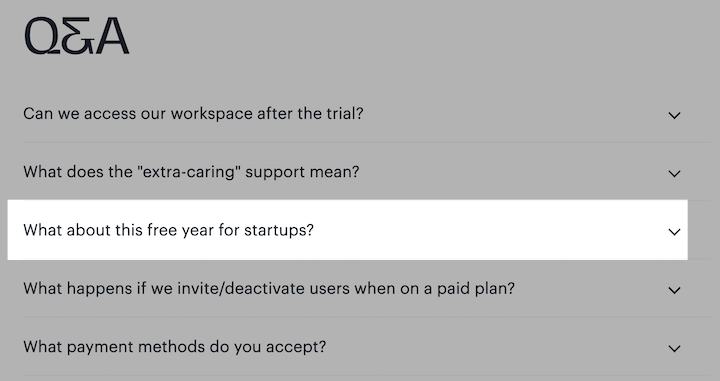 Q&A
Can we access our workspace after the trial?
What does the "extra-caring" support mean?
What about this free year for startups?
What happens if we invite/deactivate users when on a paid plan?
What payment methods do you accept?